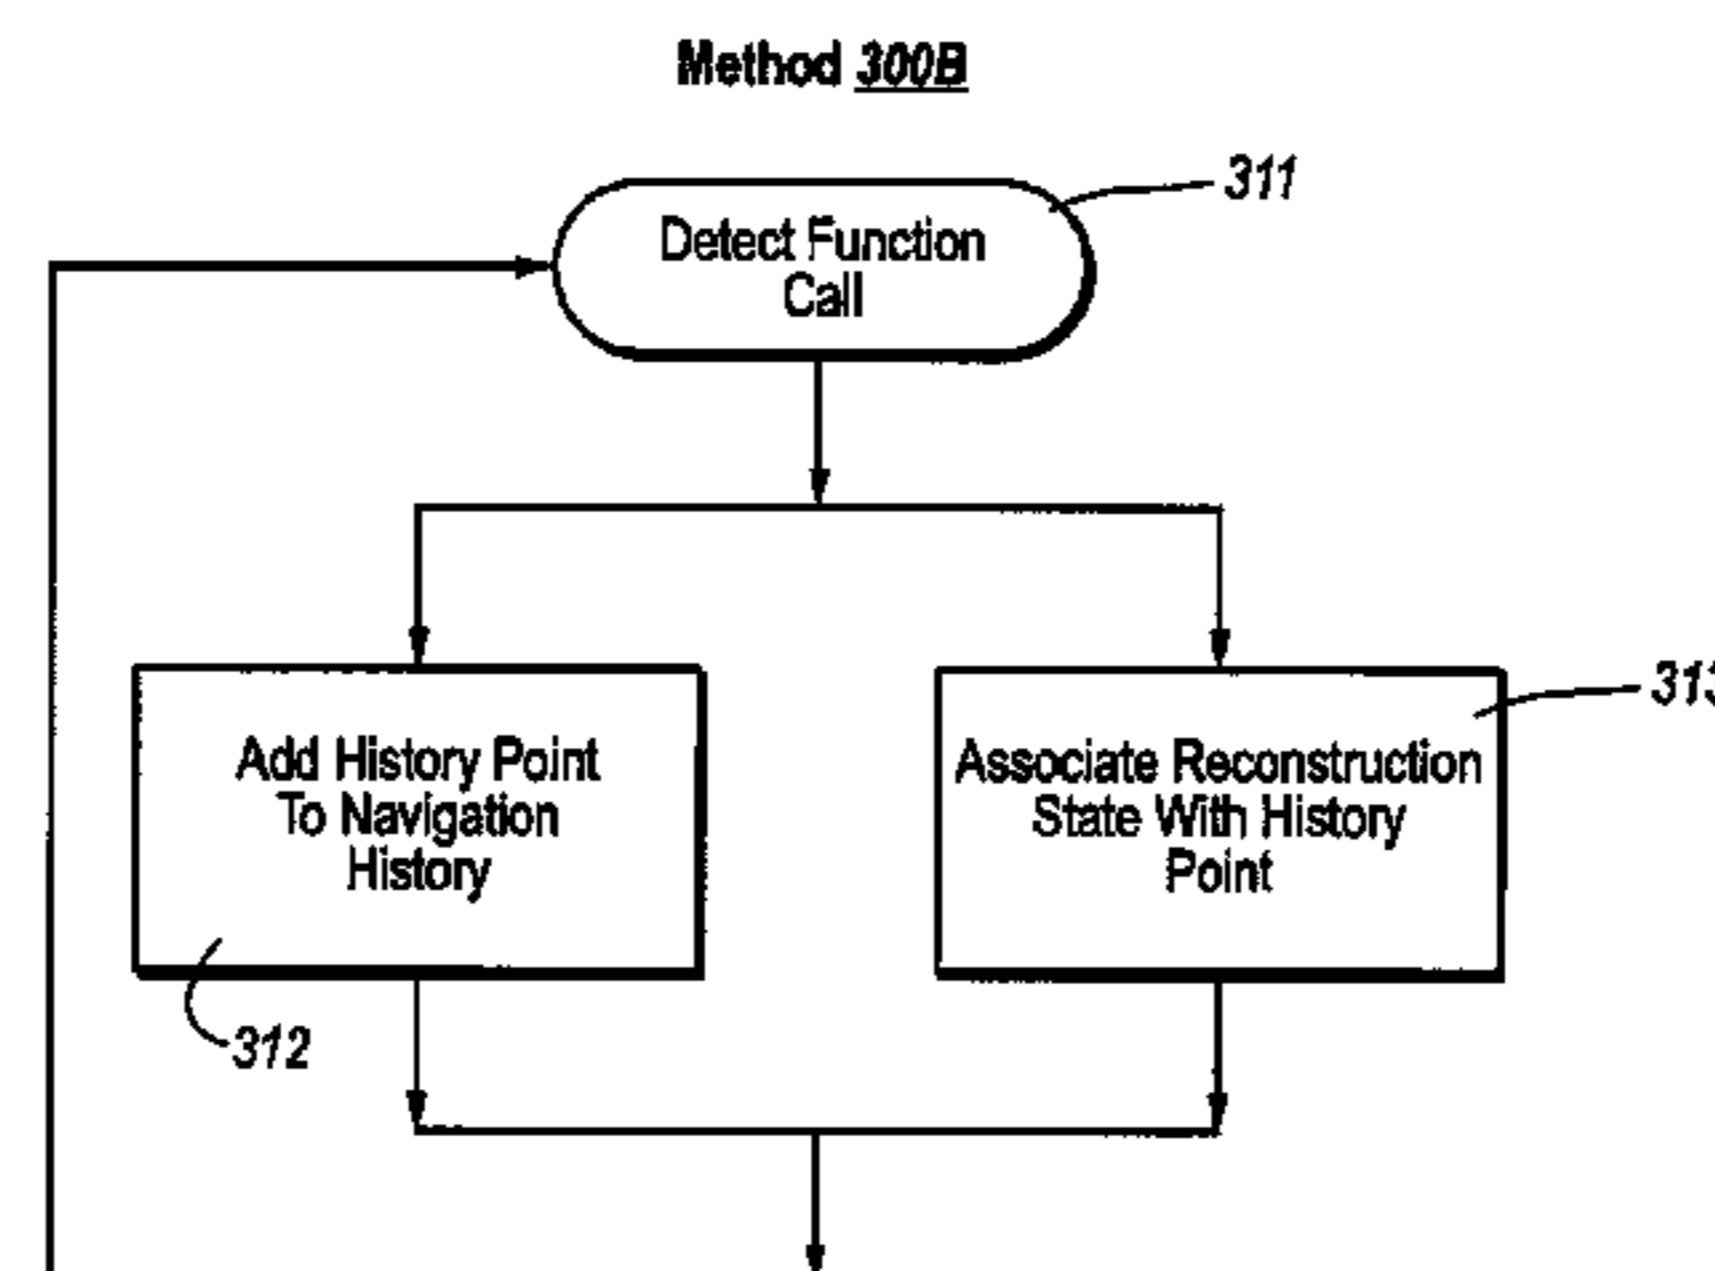 Method 300B
311
Detect Function
Call
313
Add History Point
To Navigation
History
Associate Reconstruction
State With History
Point
312